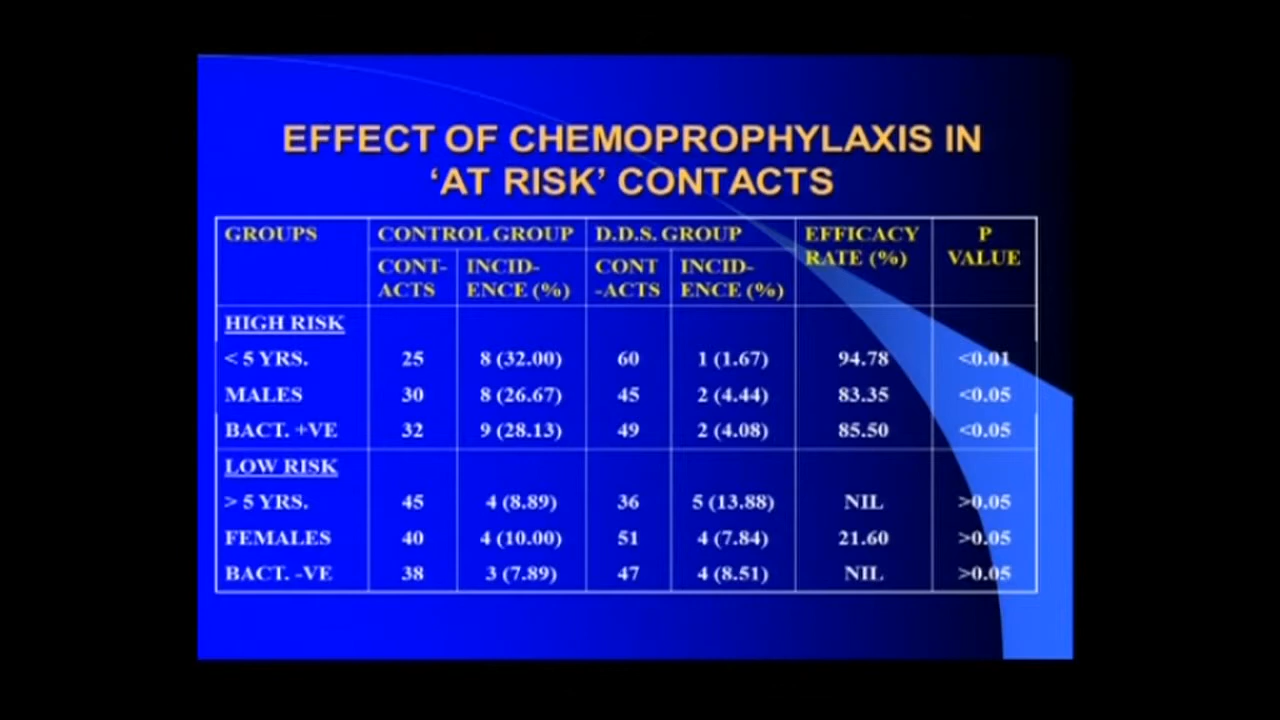 EFFECT OF CHEMOPROPHYLAXIS IN
‘AT RISK’ CONTACTS
GROUPS CONTROL GROUP D.D.S. GROUP EFFICACY RATE (%) P VALUE
CONT-ACTS INCID-ENCE (%) CONT-ACTS INCID-ENCE (%)
HIGH RISK
< 5 YRS. 25 8 (32.00) 60 1 (1.67) 94.78 <0.01
MALES 30 8 (26.67) 45 2 (4.44) 83.35 <0.05
BACT. +VE 32 9 (28.13) 49 2 (4.08) 85.50 <0.05
LOW RISK
> 5 YRS. 45 4 (8.89) 36 5 (13.88) NIL >0.05
FEMALES 40 4 (10.00) 51 4 (7.84) 21.60 >0.05
BACT. -VE 38 3 (7.89) 47 4 (8.51) NIL >0.05